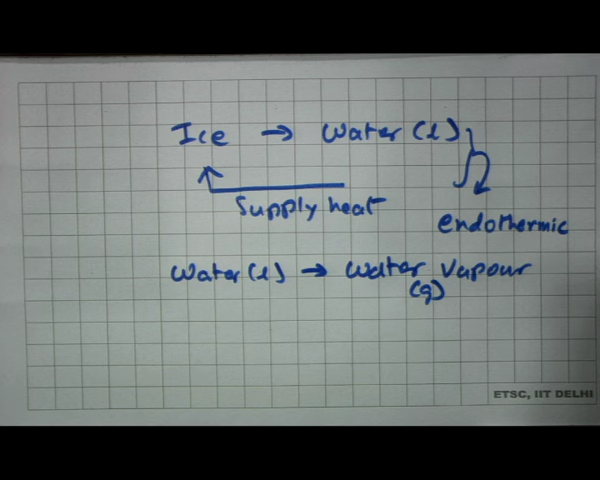 Ice → Water (l)
Supply heat
endothermic
Water(l) → Water vapour
(g)
ETSC, IIT DELHI